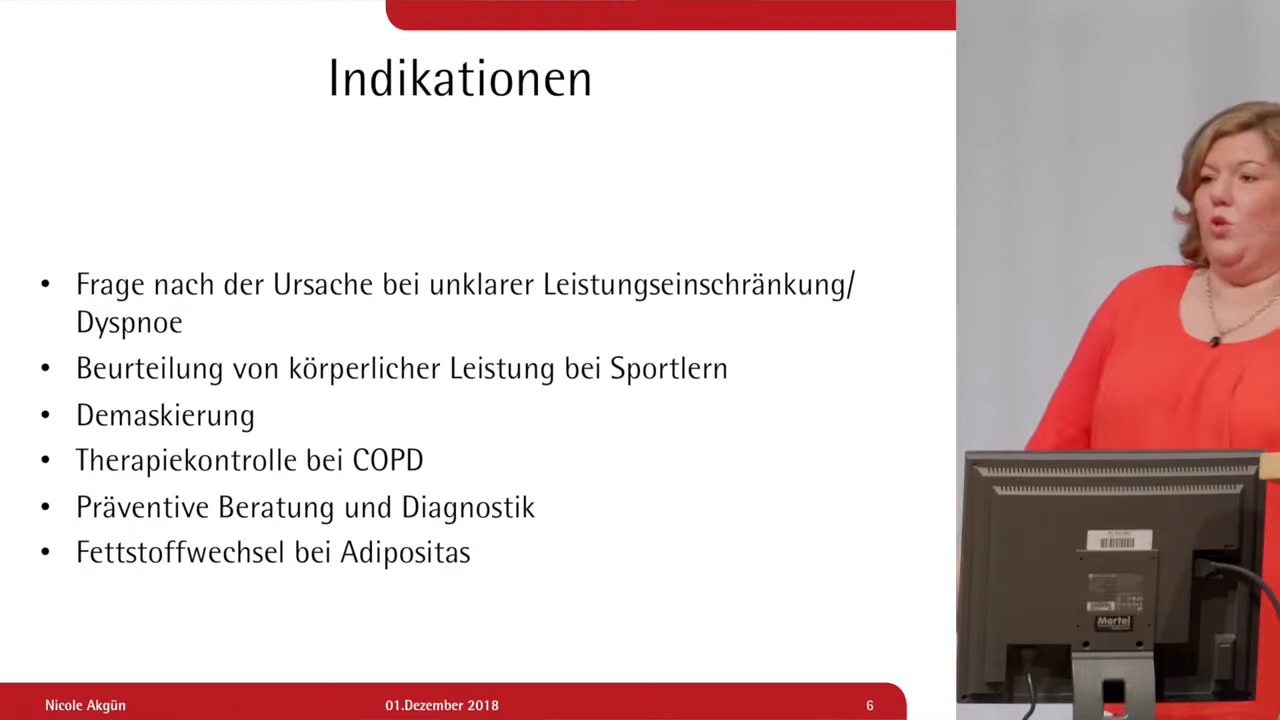 Indikationen
• Frage nach der Ursache bei unklarer Leistungseinschränkung/
Dyspnoe
• Beurteilung von körperlicher Leistung bei Sportlern
• Demaskierung
• Therapiekontrolle bei COPD
• Präventive Beratung und Diagnostik
• Fettstoffwechsel bei Adipositas
Nicole Akgün
01.Dezember 2018
6
Mertel